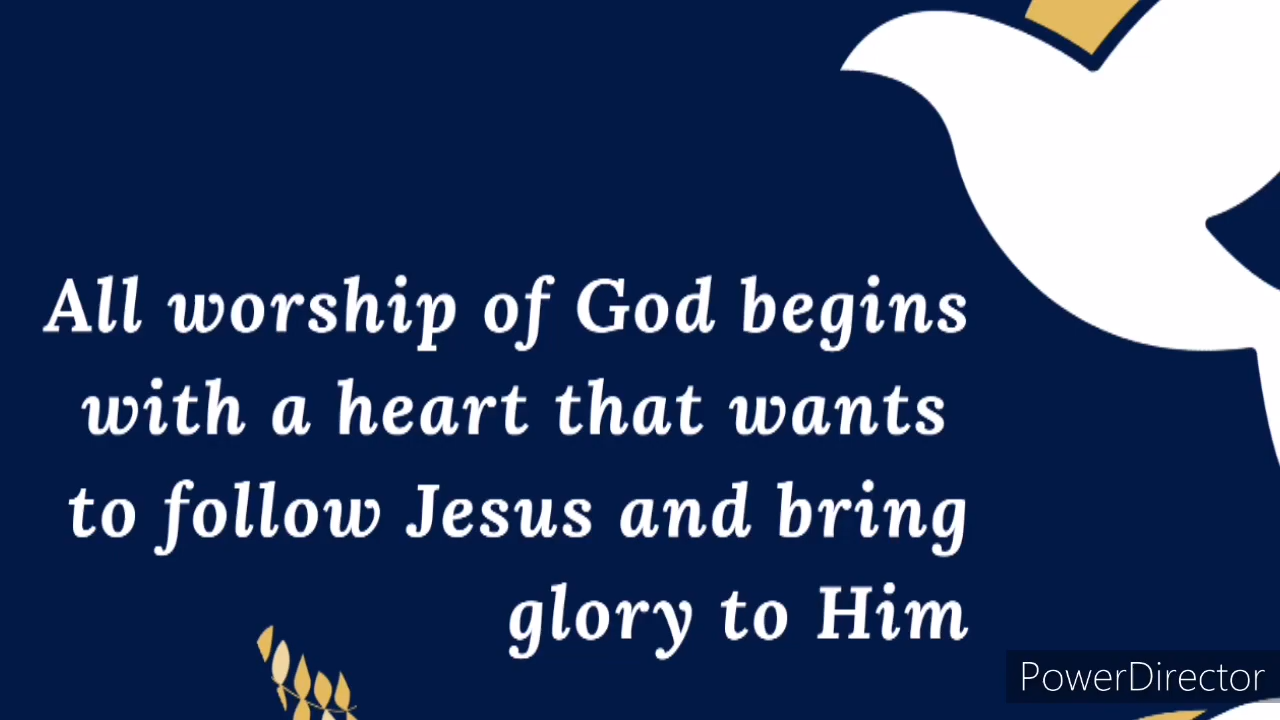 All worship of God begins
with a heart that wants
to follow Jesus and bring
glory to Him
PowerDirector